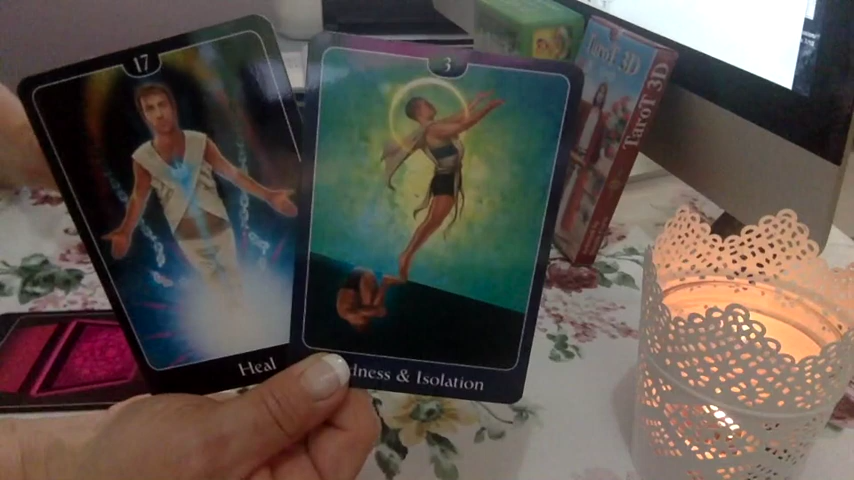 17
Heal
3
dness & Isolation
TAROT 3D
TAROT 3D